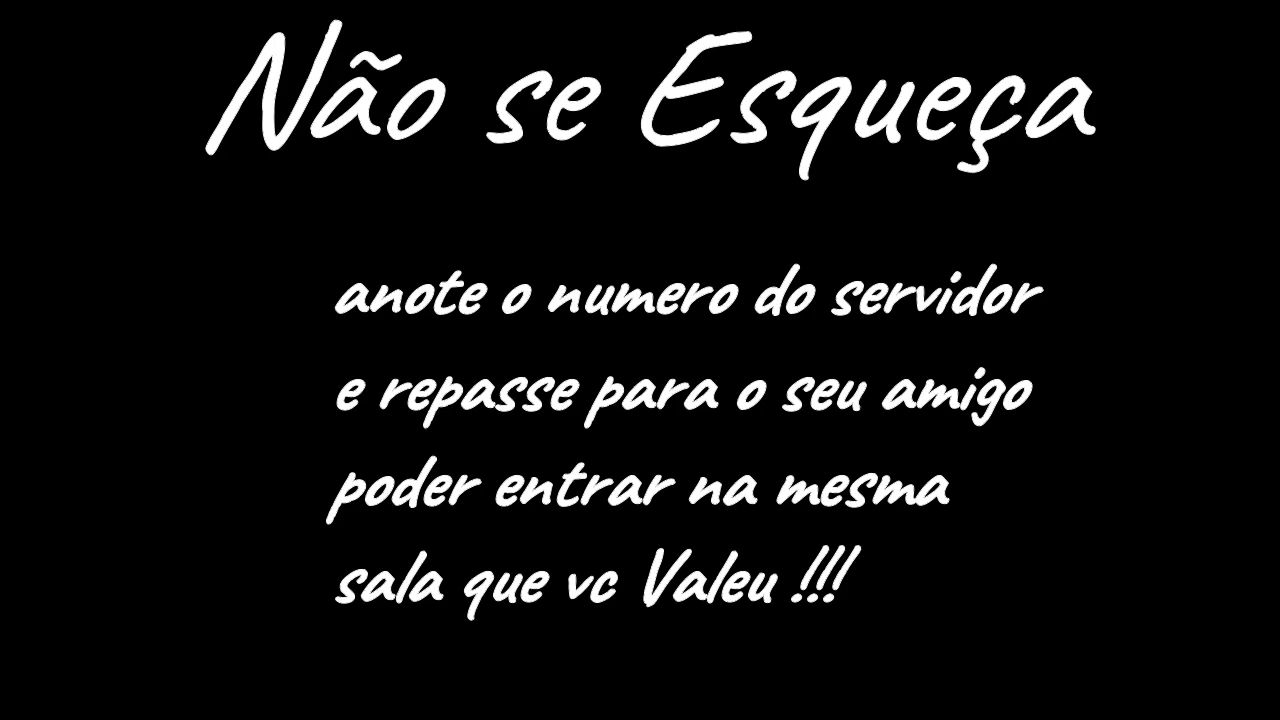 Não se Esqueça
anote o numero do servidor
e repasse para o seu amigo
poder entrar na mesma
sala que vc Valeu !!!